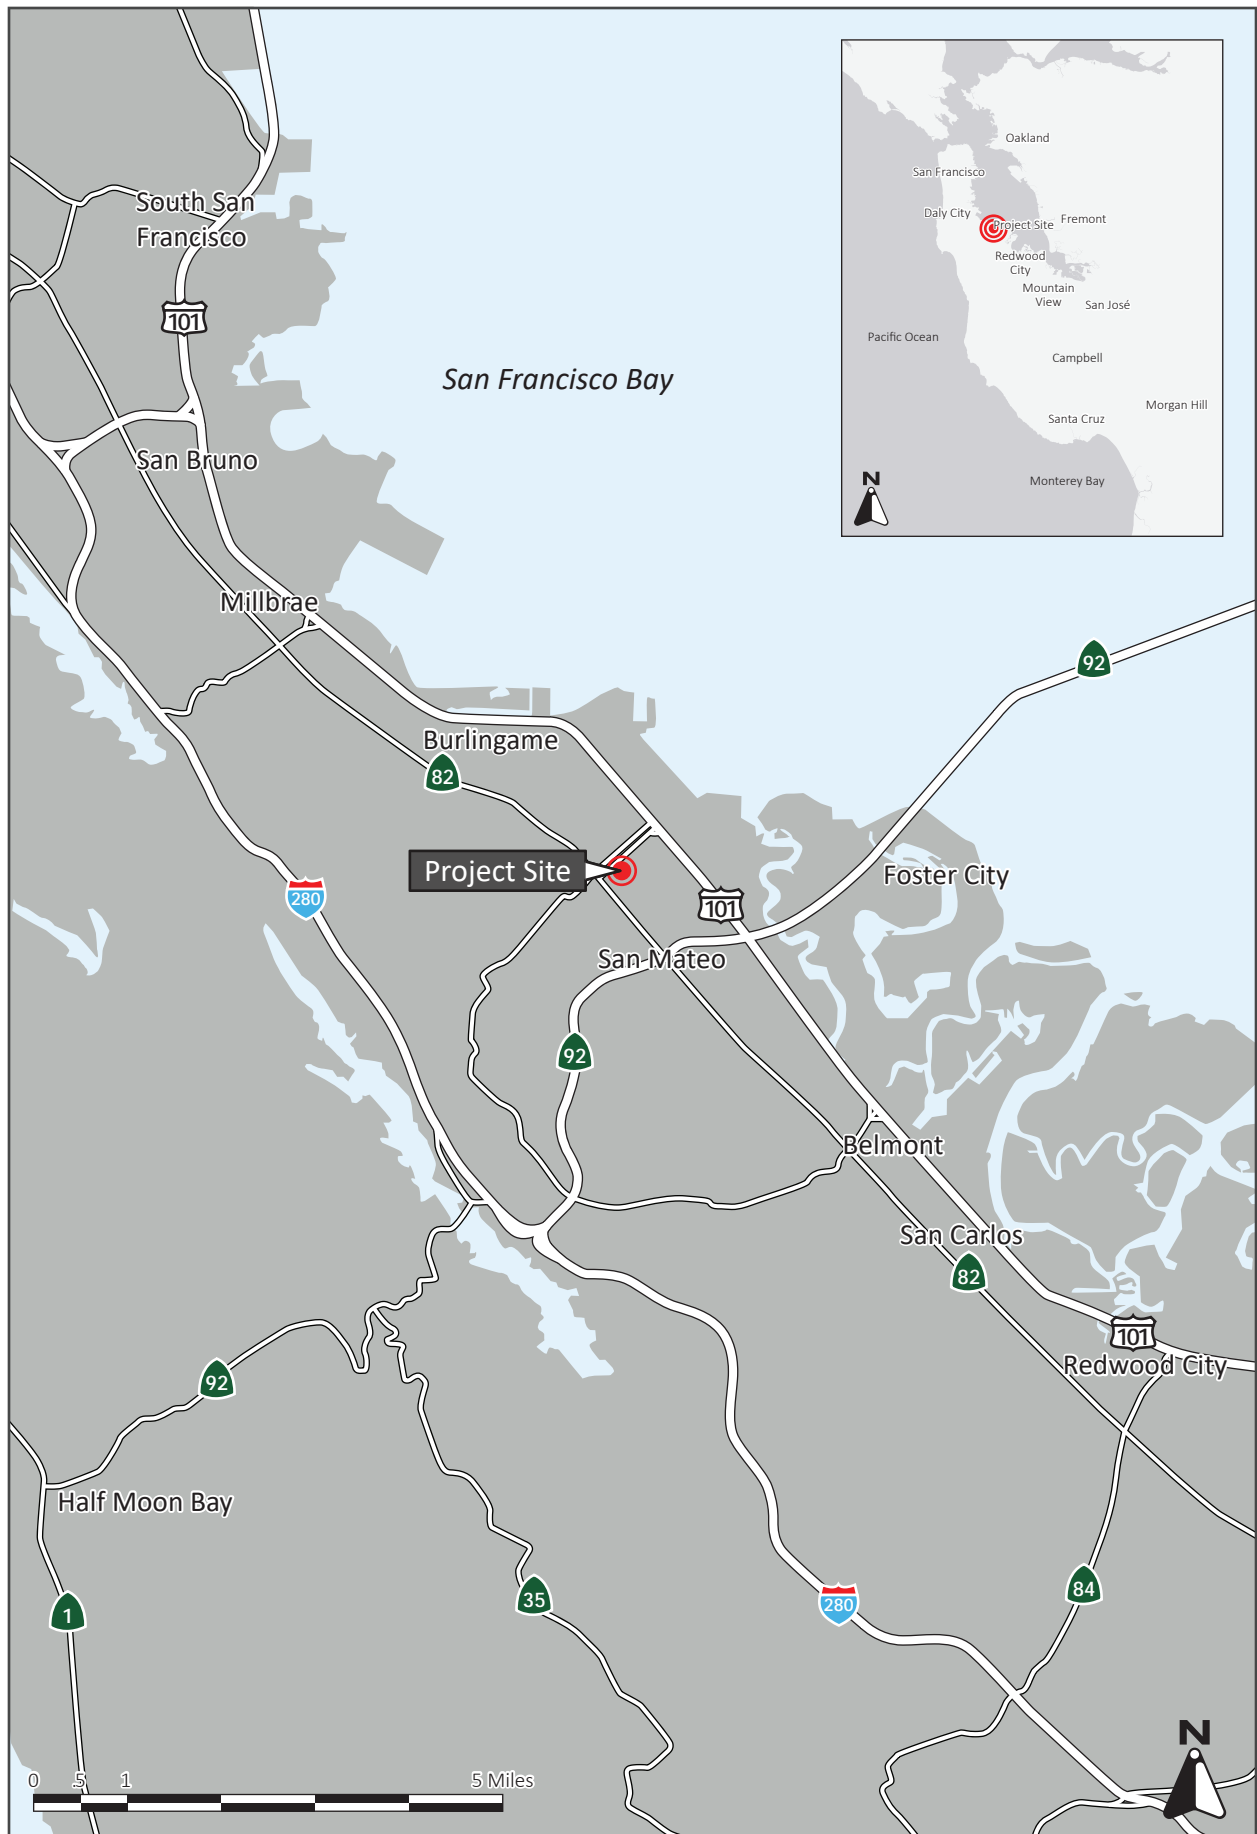 Oakland
San Francisco
Daly City
Fremont
Project Site
Redwood
City
Mountain
View
San José
Pacific Ocean
Campbell
Morgan Hill
Santa Cruz
Monterey Bay
N
South San
Francisco
101
San Francisco Bay
San Bruno
Millbrae
92
Burlingame
82
Project Site
Foster City
280
101
San Mateo
92
Belmont
San Carlos
82
101
Redwood City
92
Half Moon Bay
84
35
280
1
N
0 .5 1 5 Miles